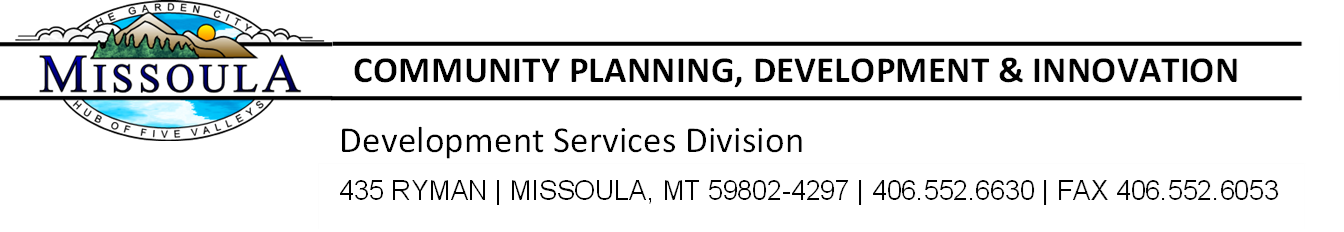 THE GARDEN CITY
MISSOULA
HUB OF FIVE VALLEYS
COMMUNITY PLANNING, DEVELOPMENT & INNOVATION
Development Services Division
435 RYMAN | MISSOULA, MT 59802-4297 | 406.552.6630 | FAX 406.552.6053